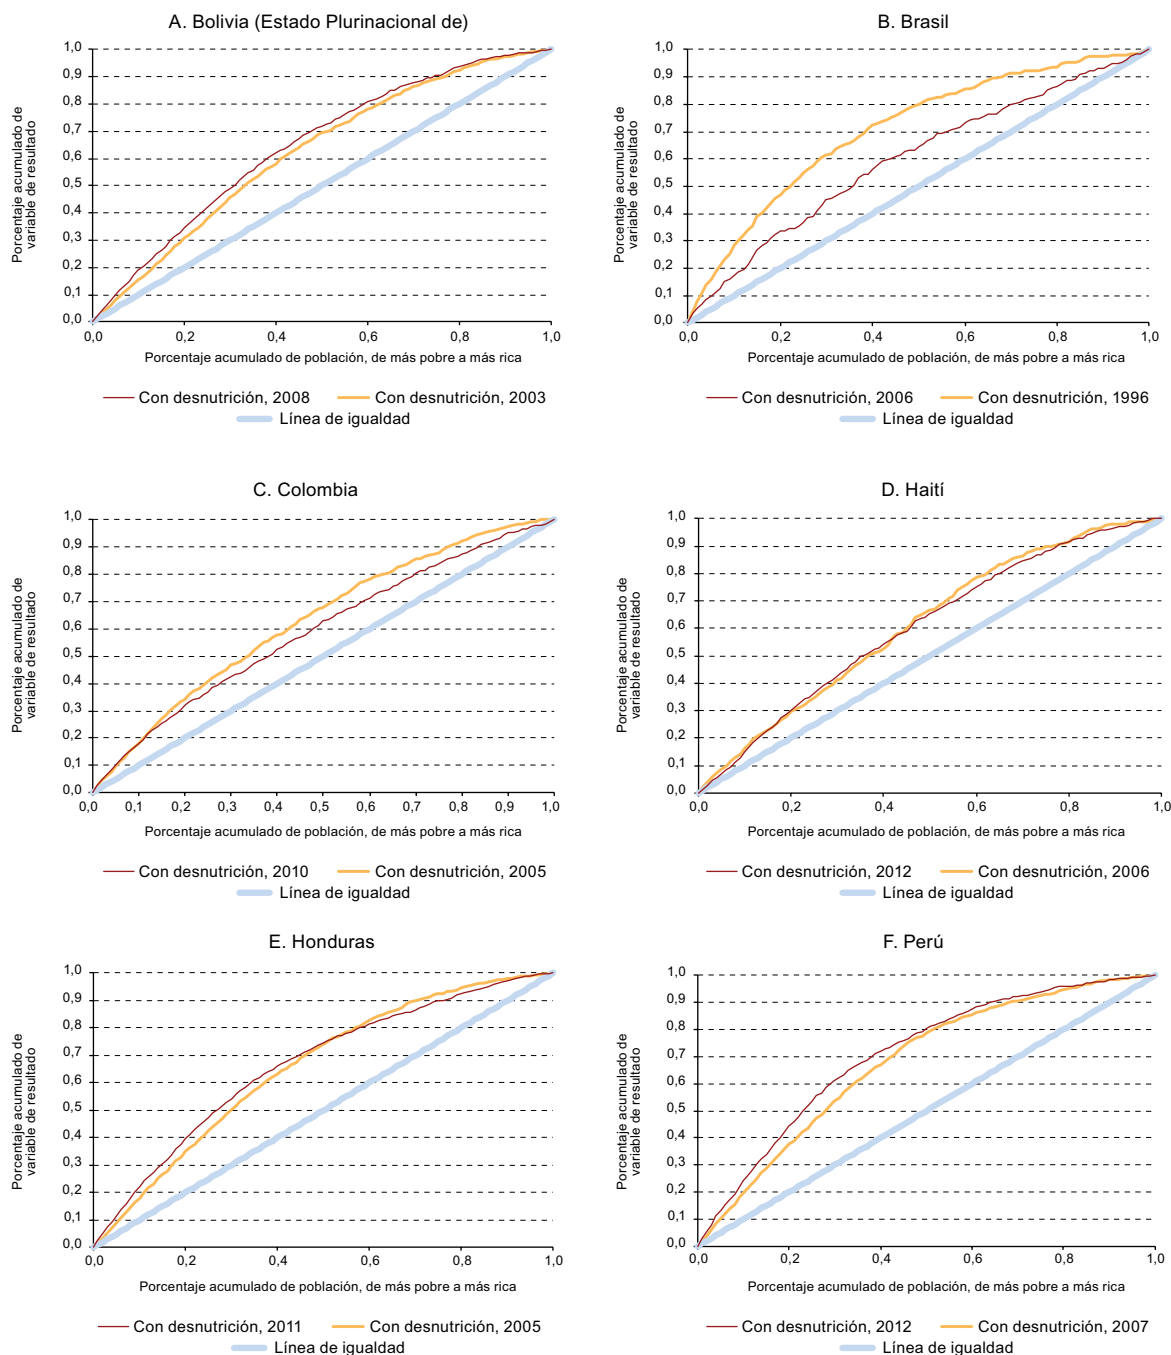 A. Bolivia (Estado Plurinacional de)
Porcentaje acumulado de
variable de resultado
1,0
0,9
0,8
0,7
0,6
0,5
0,4
0,3
0,2
0,1
0,0
0,0 0,2 0,4 0,6 0,8 1,0
Porcentaje acumulado de población, de más pobre a más rica
Con desnutrición, 2008 Con desnutrición, 2003
Línea de igualdad
B. Brasil
Porcentaje acumulado de
variable de resultado
1,0
0,9
0,8
0,7
0,6
0,5
0,4
0,3
0,2
0,1
0,0
0,0 0,2 0,4 0,6 0,8 1,0
Porcentaje acumulado de población, de más pobre a más rica
Con desnutrición, 2006 Con desnutrición, 1996
Línea de igualdad
C. Colombia
Porcentaje acumulado de
variable de resultado
1,0
0,9
0,8
0,7
0,6
0,5
0,4
0,3
0,2
0,1
0,0
0,0 0,1 0,2 0,3 0,4 0,5 0,6 0,7 0,8 0,9 1,0
Porcentaje acumulado de población, de más pobre a más rica
Con desnutrición, 2010 Con desnutrición, 2005
Línea de igualdad
D. Haití
Porcentaje acumulado de
variable de resultado
1,0
0,9
0,8
0,7
0,6
0,5
0,4
0,3
0,2
0,1
0,0
0,0 0,2 0,4 0,6 0,8 1,0
Porcentaje acumulado de población, de más pobre a más rica
Con desnutrición, 2012 Con desnutrición, 2006
Línea de igualdad
E. Honduras
Porcentaje acumulado de
variable de resultado
1,0
0,9
0,8
0,7
0,6
0,5
0,4
0,3
0,2
0,1
0,0
0,0 0,2 0,4 0,6 0,8 1,0
Porcentaje acumulado de población, de más pobre a más rica
Con desnutrición, 2011 Con desnutrición, 2005
Línea de igualdad
F. Perú
Porcentaje acumulado de
variable de resultado
1,0
0,9
0,8
0,7
0,6
0,5
0,4
0,3
0,2
0,1
0,0
0,0 0,2 0,4 0,6 0,8 1,0
Porcentaje acumulado de población, de más pobre a más rica
Con desnutrición, 2012 Con desnutrición, 2007
Línea de igualdad